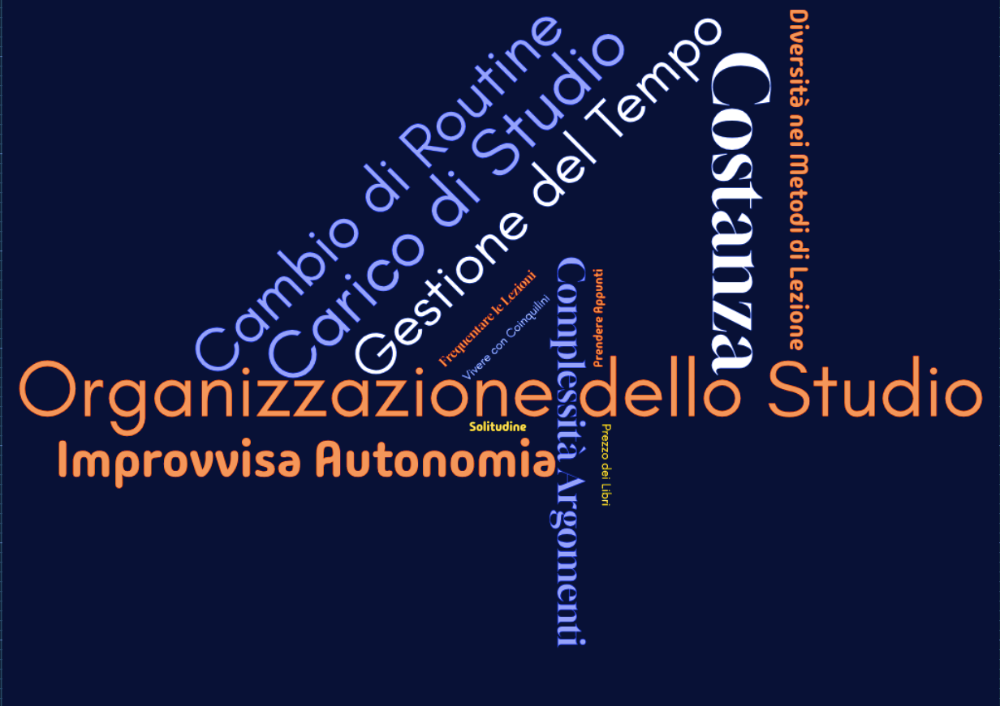 Cambio di Routine
Carico di Studio
Gestione del Tempo
Costanza
Diversità nei Metodi di Lezione
Frequentare le Lezioni
Vivere con Coinquilini
Complessità Argomenti
Prendere Appunti
Organizzazione dello Studio
Solitudine
Improvvisa Autonomia
Prezzo dei Libri